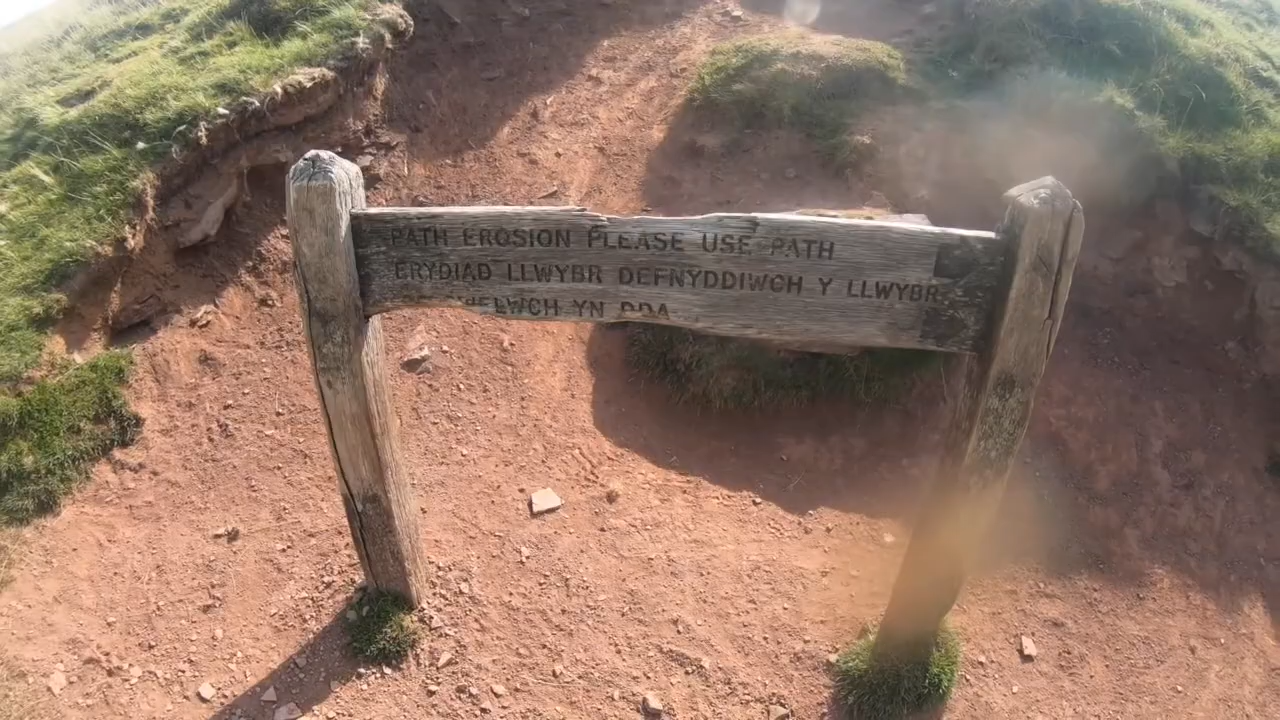 PATH EROSION PLEASE USE PATH
ERYDIAD LLWYBR DEFNYDDIWCH Y LLWYBR
YN DDA